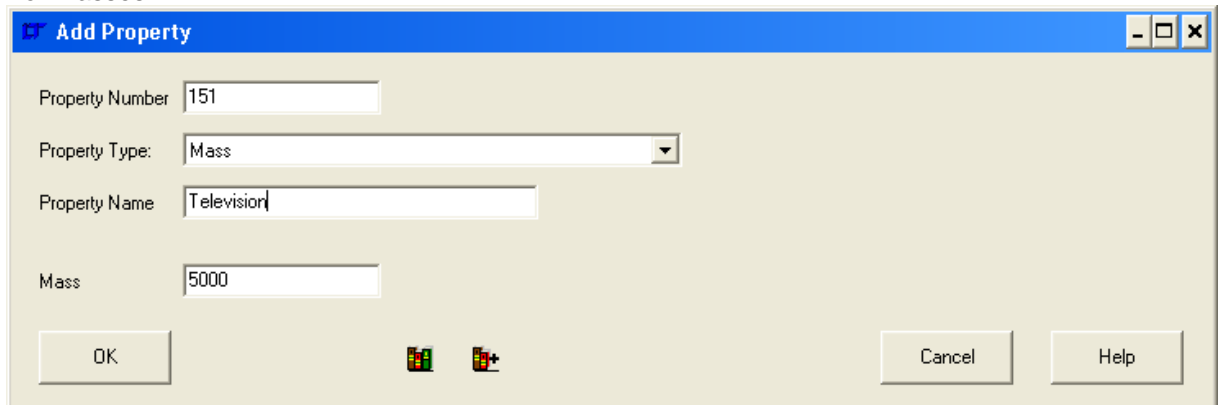 Add Property
Property Number 151
Property Type: Mass
Property Name Television
Mass 5000
OK Cancel Help